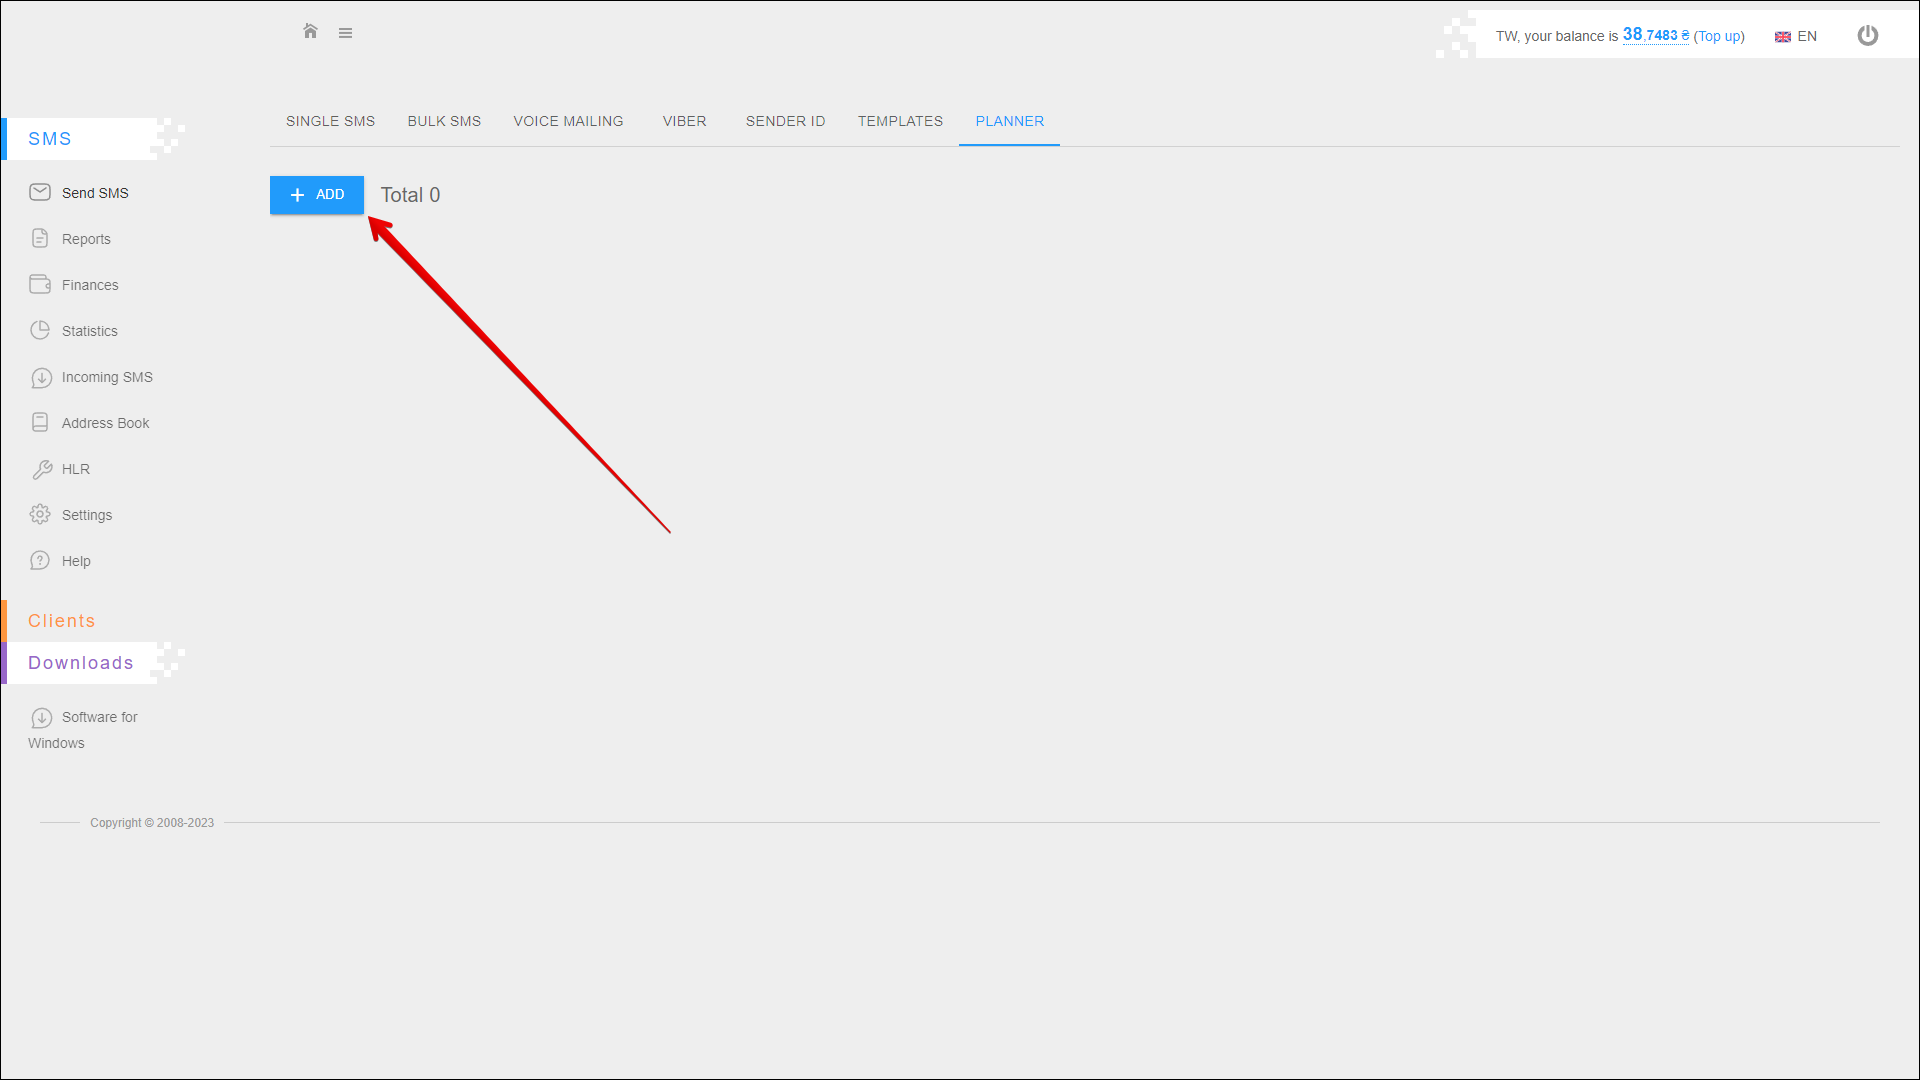 TW, your balance is 38,7483 ₴ (Top up) EN
SINGLE SMS BULK SMS VOICE MAILING VIBER SENDER ID TEMPLATES PLANNER
ADD Total 0
SMS
Send SMS
Reports
Finances
Statistics
Incoming SMS
Address Book
HLR
Settings
Help
Clients
Downloads
Software for
Windows
Copyright © 2008-2023